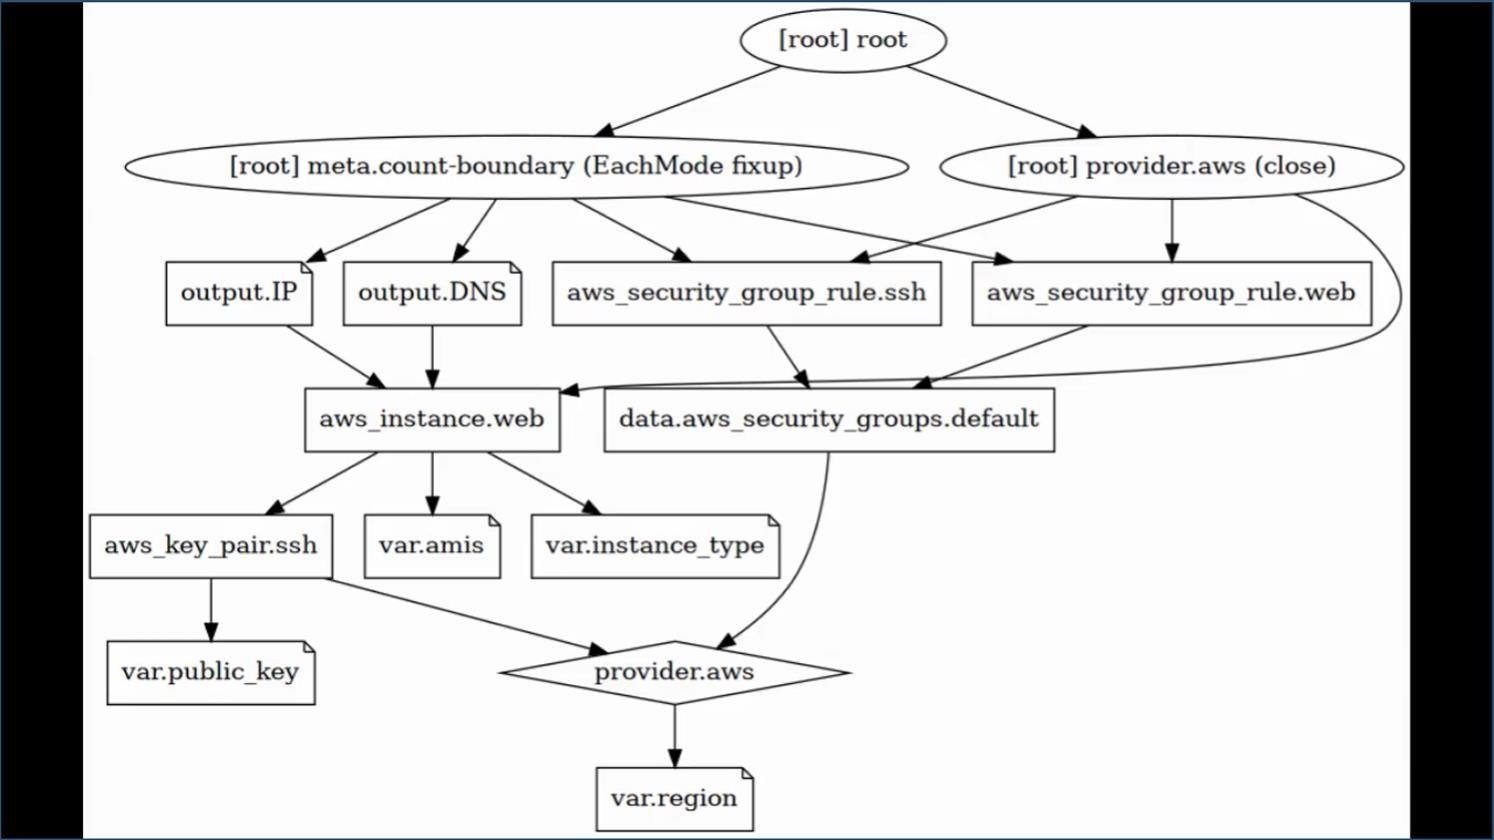 [root] root
[root] meta.count-boundary (EachMode fixup)
[root] provider.aws (close)
output.IP
output.DNS
aws_security_group_rule.ssh
aws_security_group_rule.web
aws_instance.web
data.aws_security_groups.default
aws_key_pair.ssh
var.amis
var.instance_type
var.public_key
provider.aws
var.region